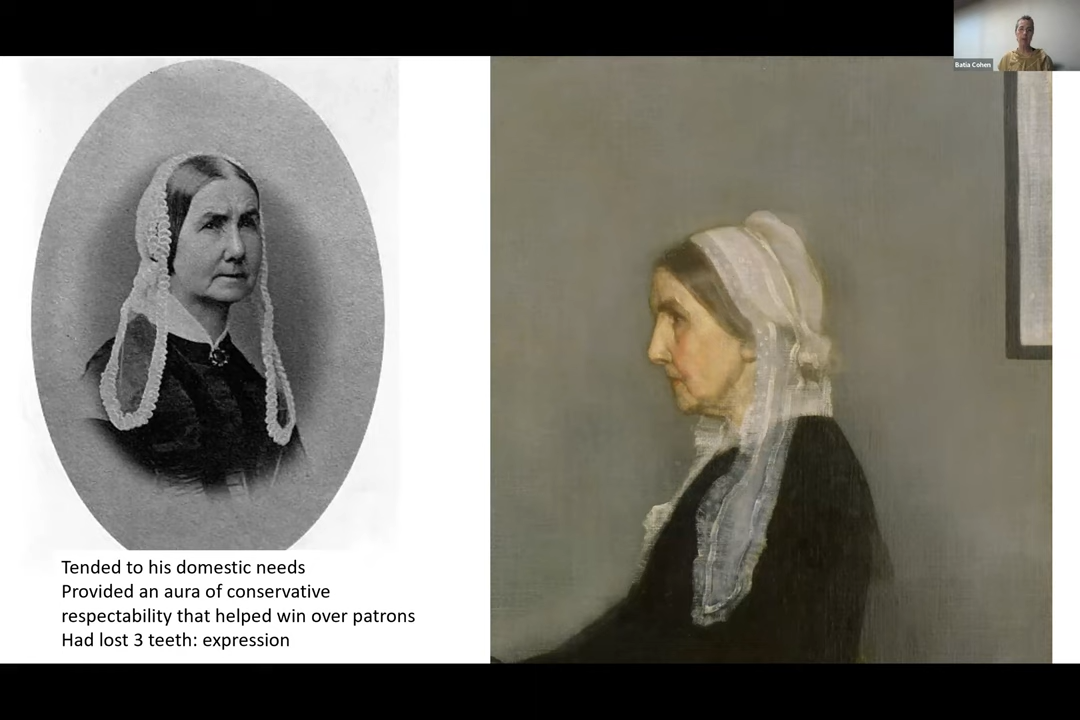 Batia Cohen
Tended to his domestic needs
Provided an aura of conservative
respectability that helped win over patrons
Had lost 3 teeth: expression